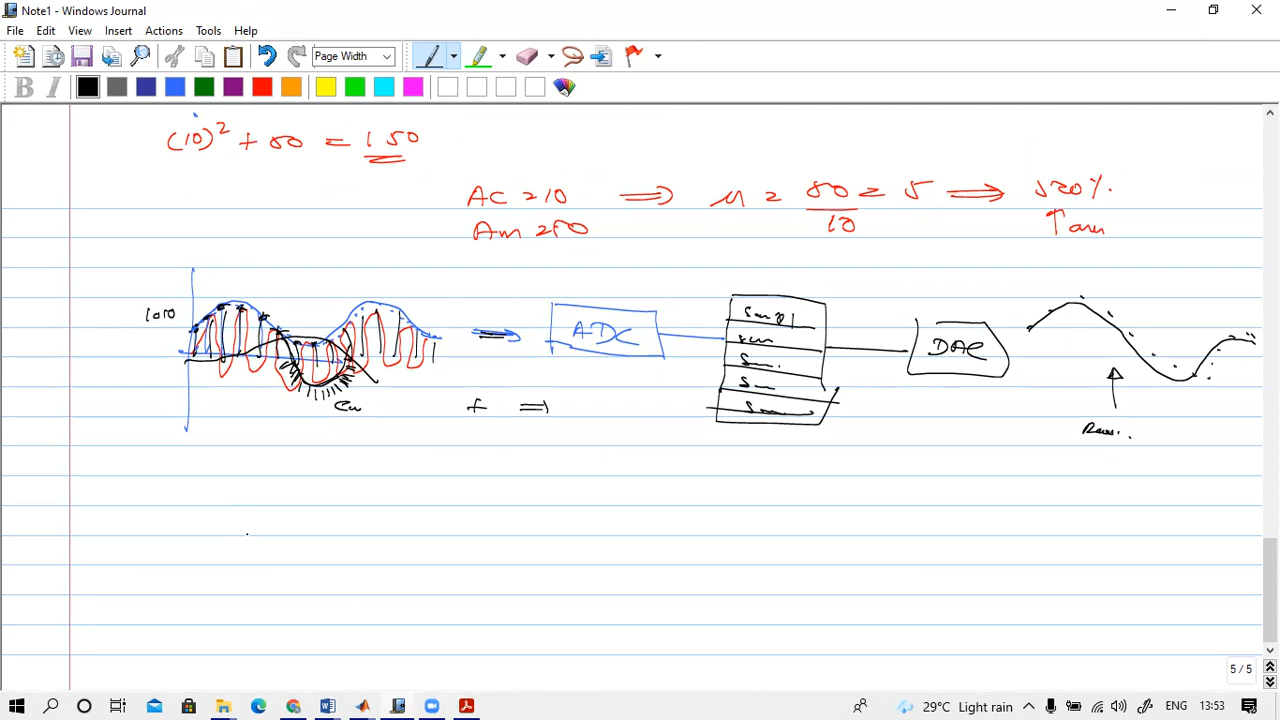 Note1 - Windows Journal
File Edit View Insert Actions Tools Help
Page Width
B I
(10)² + 50 = 150
AC = 10 ⟹ μ = 50/10 = 5 ⟹ 500%
Am = 50
ADC
DAC
f ⟹
5 / 5
29°C Light rain
ENG
13:53